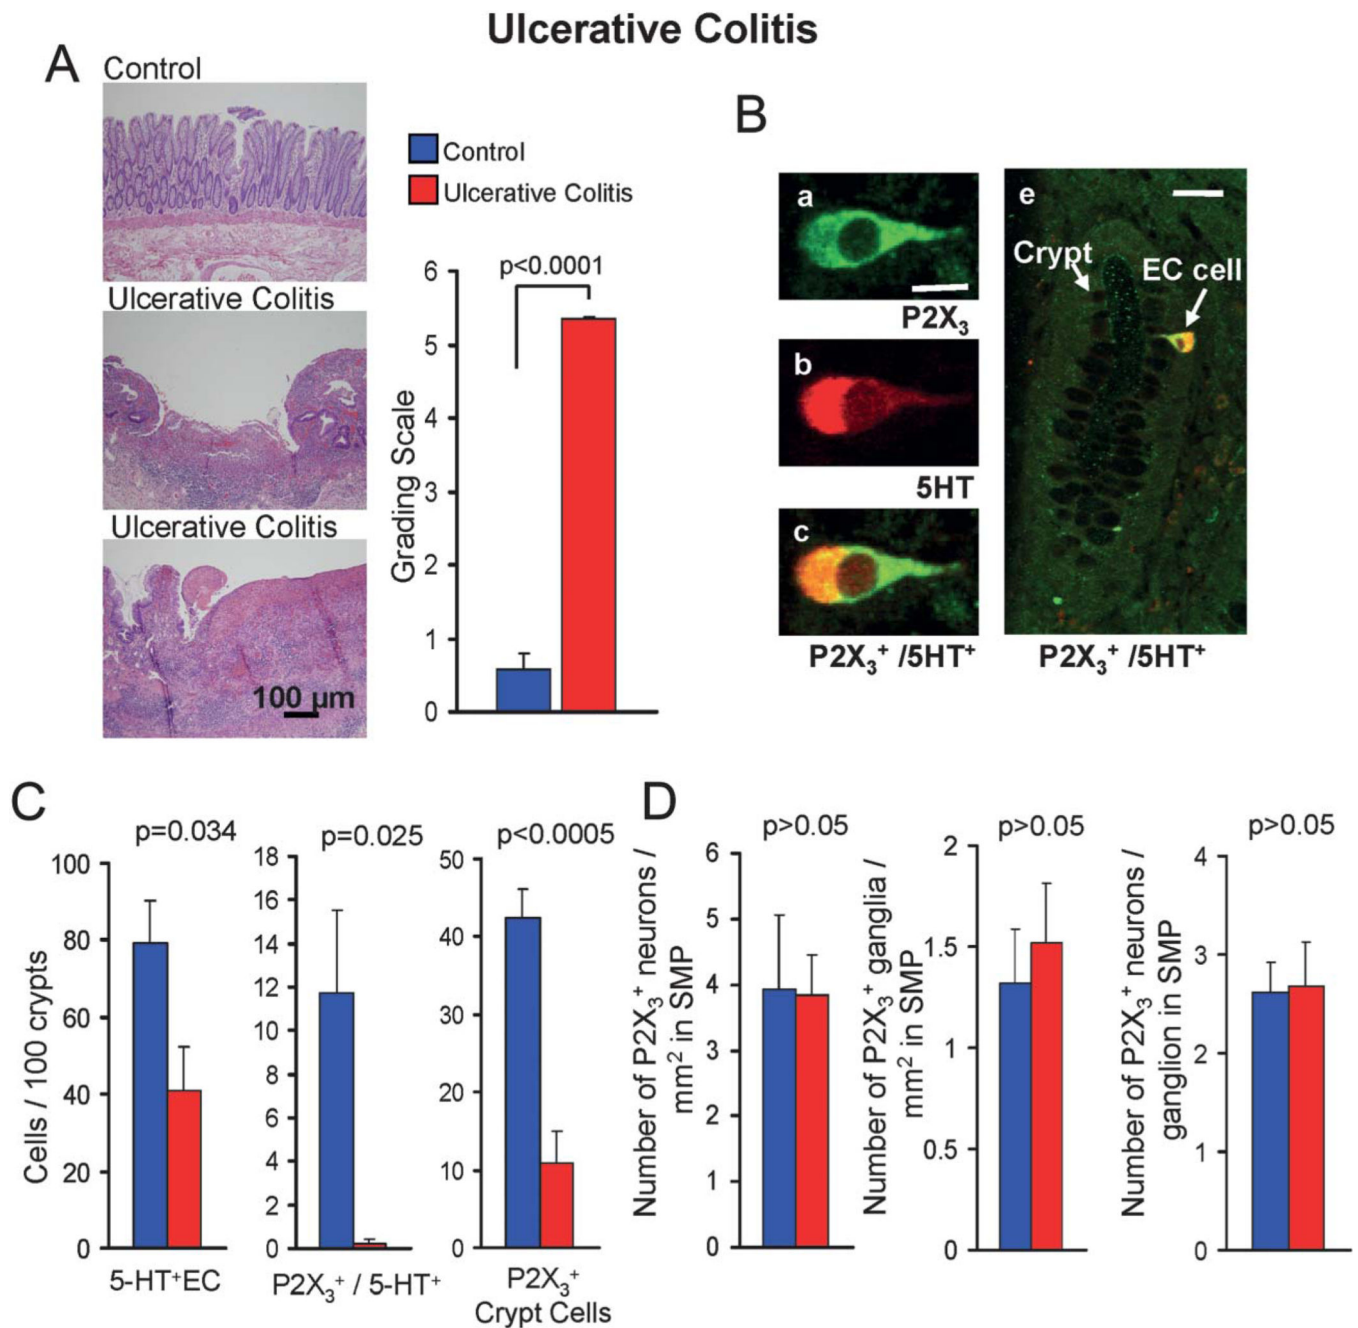 Ulcerative Colitis
A
Control
Ulcerative Colitis
Ulcerative Colitis
100 µm
Control
Ulcerative Colitis
p<0.0001
Grading Scale
6
5
4
3
2
1
0
B
a
P2X₃
b
5HT
c
P2X₃⁺ /5HT⁺
e
Crypt
EC cell
P2X₃⁺ /5HT⁺
C
Cells / 100 crypts
p=0.034
100
80
60
40
20
0
5-HT⁺EC
p=0.025
18
16
14
12
10
8
6
4
2
0
P2X₃⁺ / 5-HT⁺
p<0.0005
50
40
30
20
10
0
P2X₃⁺
Crypt Cells
D
Number of P2X₃⁺ neurons /
mm² in SMP
p>0.05
6
5
4
3
2
1
0
Number of P2X₃⁺ ganglia /
mm² in SMP
p>0.05
2
1.5
1
0.5
0
Number of P2X₃⁺ neurons /
ganglion in SMP
p>0.05
4
3
2
1
0